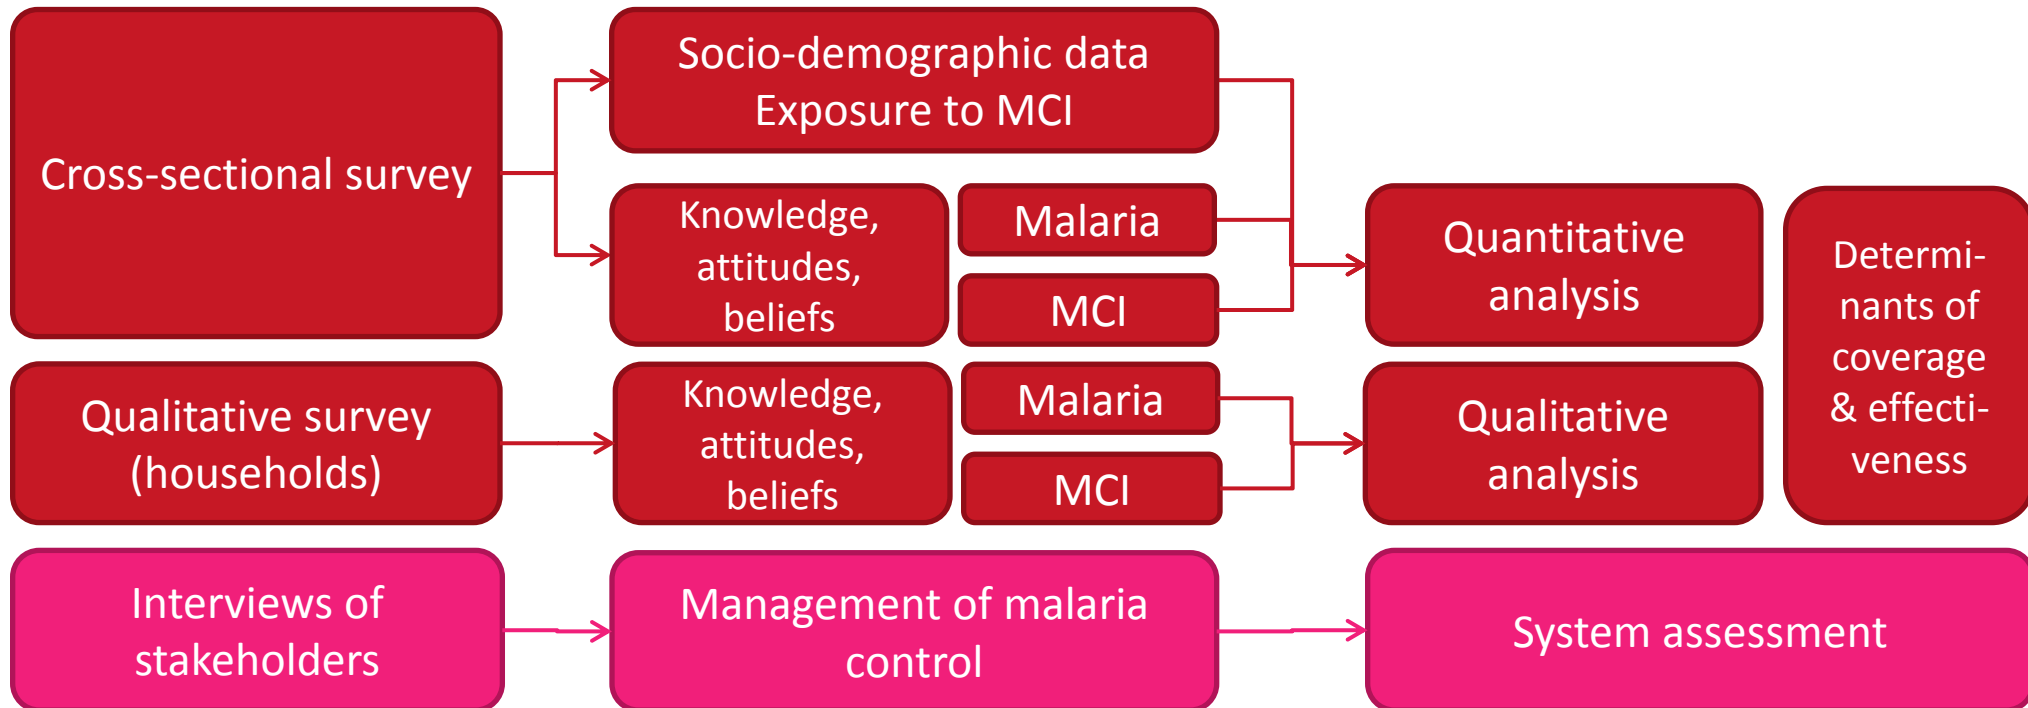 Cross-sectional survey
Socio-demographic data
Exposure to MCI
Knowledge,
attitudes,
beliefs
Malaria
MCI
Quantitative
analysis
Determi-
nants of
coverage
& effecti-
veness
Qualitative survey
(households)
Knowledge,
attitudes,
beliefs
Malaria
MCI
Qualitative
analysis
Interviews of
stakeholders
Management of malaria
control
System assessment